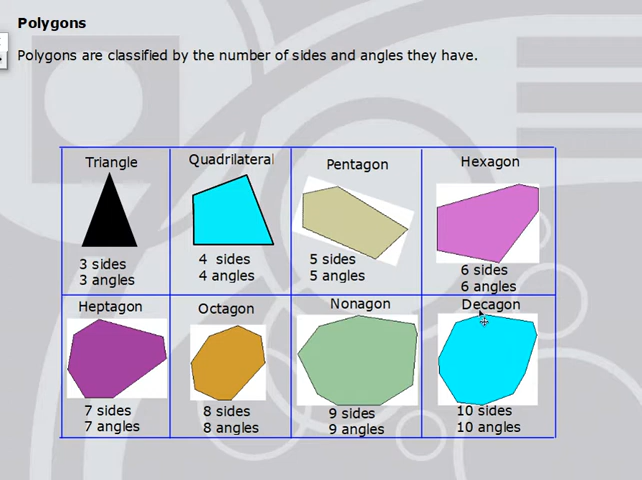 Polygons
Polygons are classified by the number of sides and angles they have.
Triangle
3 sides
3 angles
Quadrilateral
4 sides
4 angles
Pentagon
5 sides
5 angles
Hexagon
6 sides
6 angles
Heptagon
7 sides
7 angles
Octagon
8 sides
8 angles
Nonagon
9 sides
9 angles
Decagon
10 sides
10 angles